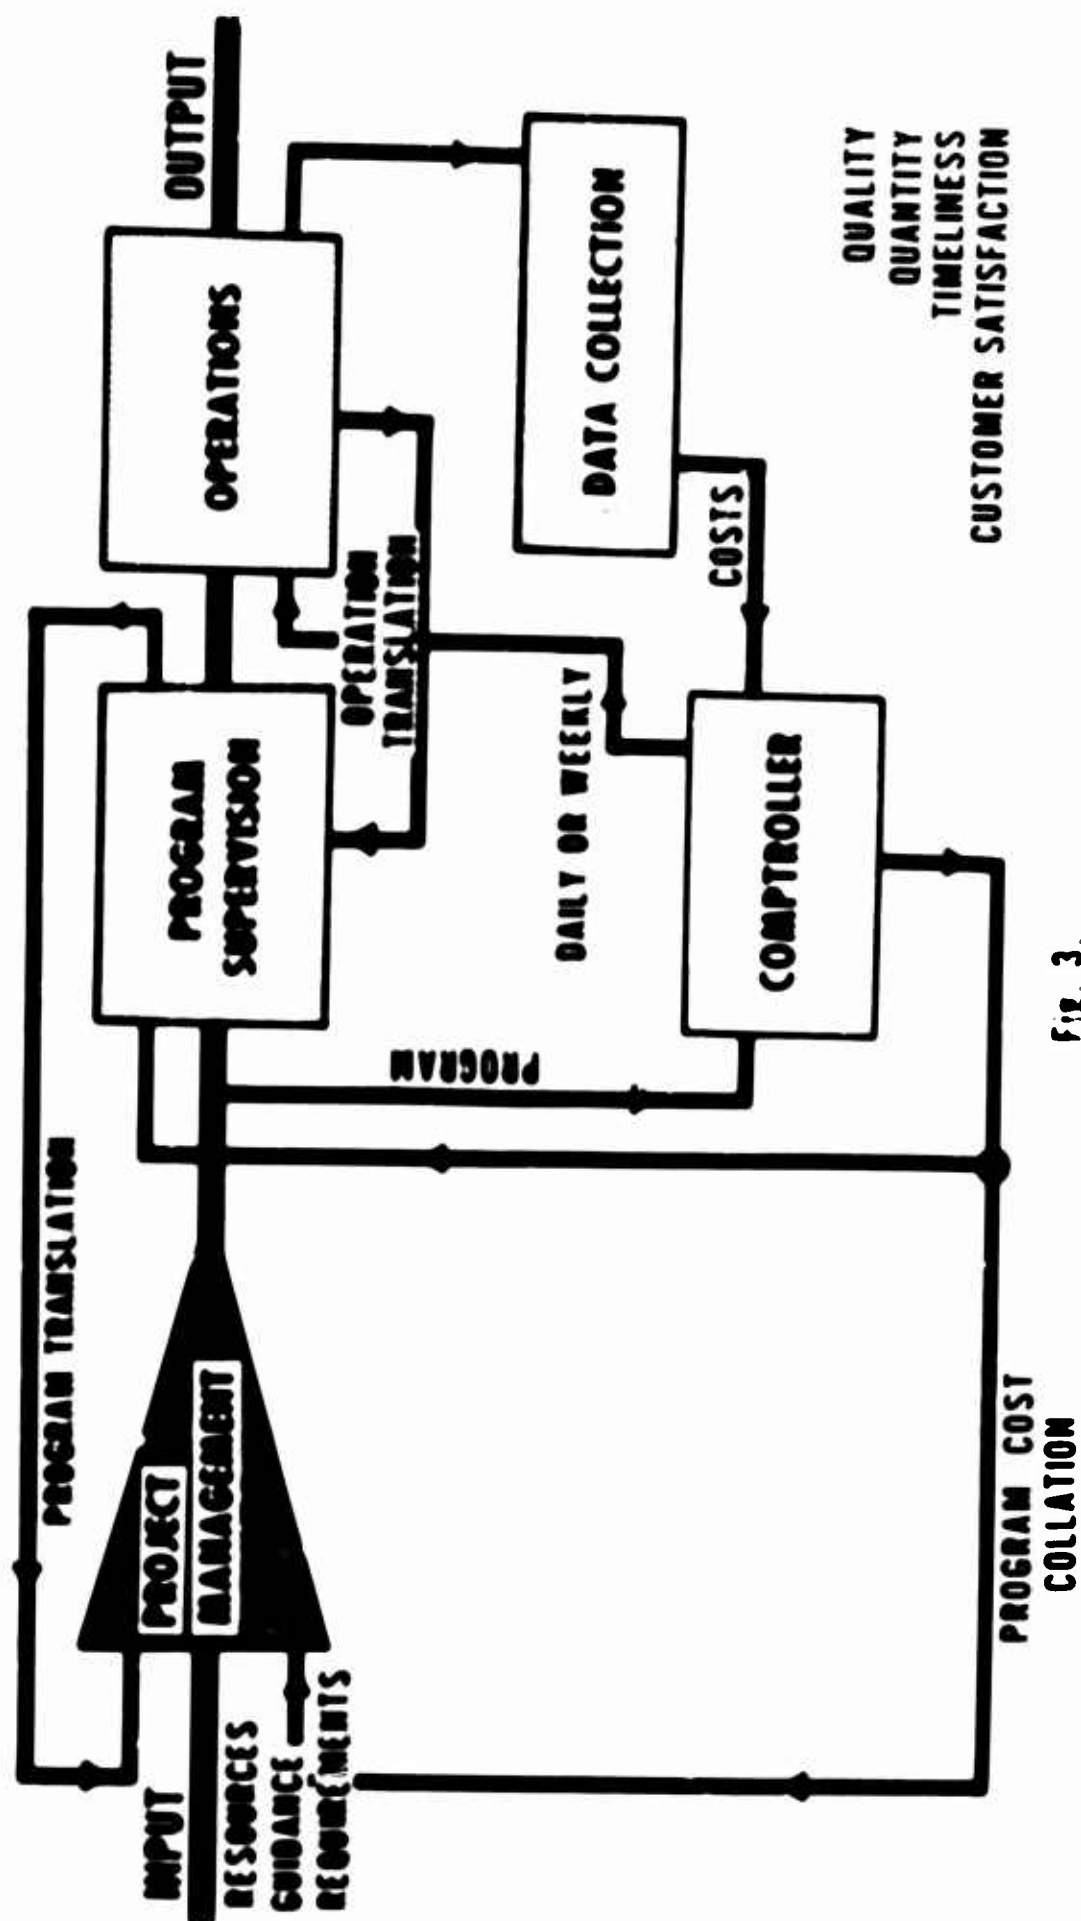 PROGRAM TRANSLATION
INPUT
RESOURCES
GUIDANCE
REQUIREMENTS
PROJECT
MANAGEMENT
PROGRAM
SUPERVISION
OPERATIONS
OUTPUT
OPERATION
TRANSLATION
PROGRAM
DAILY OR WEEKLY
DATA COLLECTION
COSTS
COMPTROLLER
PROGRAM COST
COLLATION
QUALITY
QUANTITY
TIMELINESS
CUSTOMER SATISFACTION
Fig. 3.